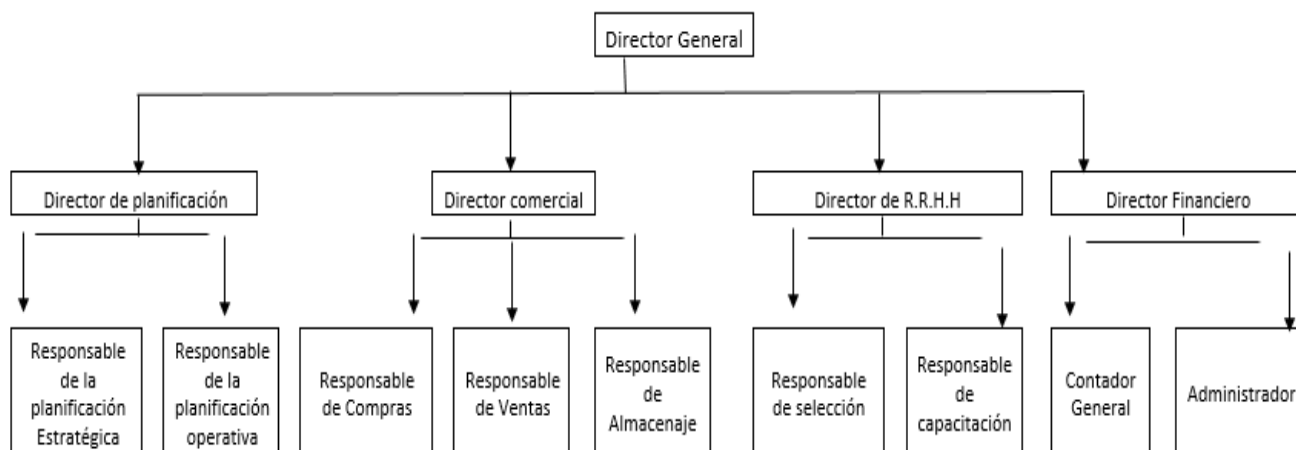 Director General
Director de planificación
Director comercial
Director de R.R.H.H
Director Financiero
Responsable
de la
planificación
Estratégica
Responsable
de la
planificación
operativa
Responsable
de Compras
Responsable
de Ventas
Responsable
de
Almacenaje
Responsable
de selección
Responsable
de
capacitación
Contador
General
Administrador